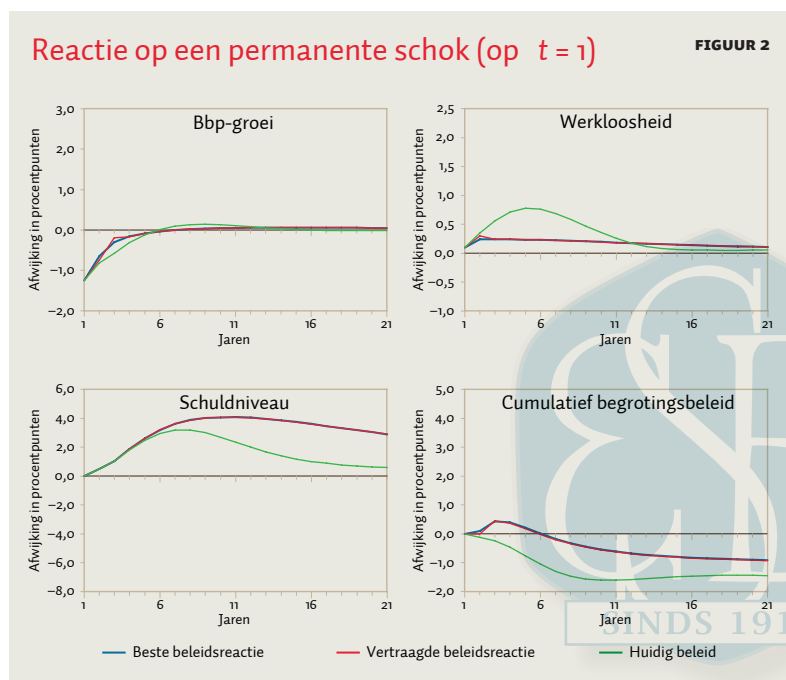 Reactie op een permanente schok (op t = 1)
FIGUUR 2
Bbp-groei
Afwijking in procentpunten
3,0
2,0
1,0
0,0
−1,0
−2,0
1 6 11 16 21
Jaren
Werkloosheid
Afwijking in procentpunten
2,5
2,0
1,5
1,0
0,5
0,0
−0,5
−1,0
1 6 11 16 21
Jaren
Schuldniveau
Afwijking in procentpunten
6,0
4,0
2,0
0,0
−2,0
−4,0
−6,0
−8,0
1 6 11 16 21
Jaren
Cumulatief begrotingsbeleid
Afwijking in procentpunten
5,0
4,0
3,0
2,0
1,0
0,0
−1,0
−2,0
1 6 11 16 21
Jaren
ESB
SINDS 191
Beste beleidsreactie
Vertraagde beleidsreactie
Huidig beleid